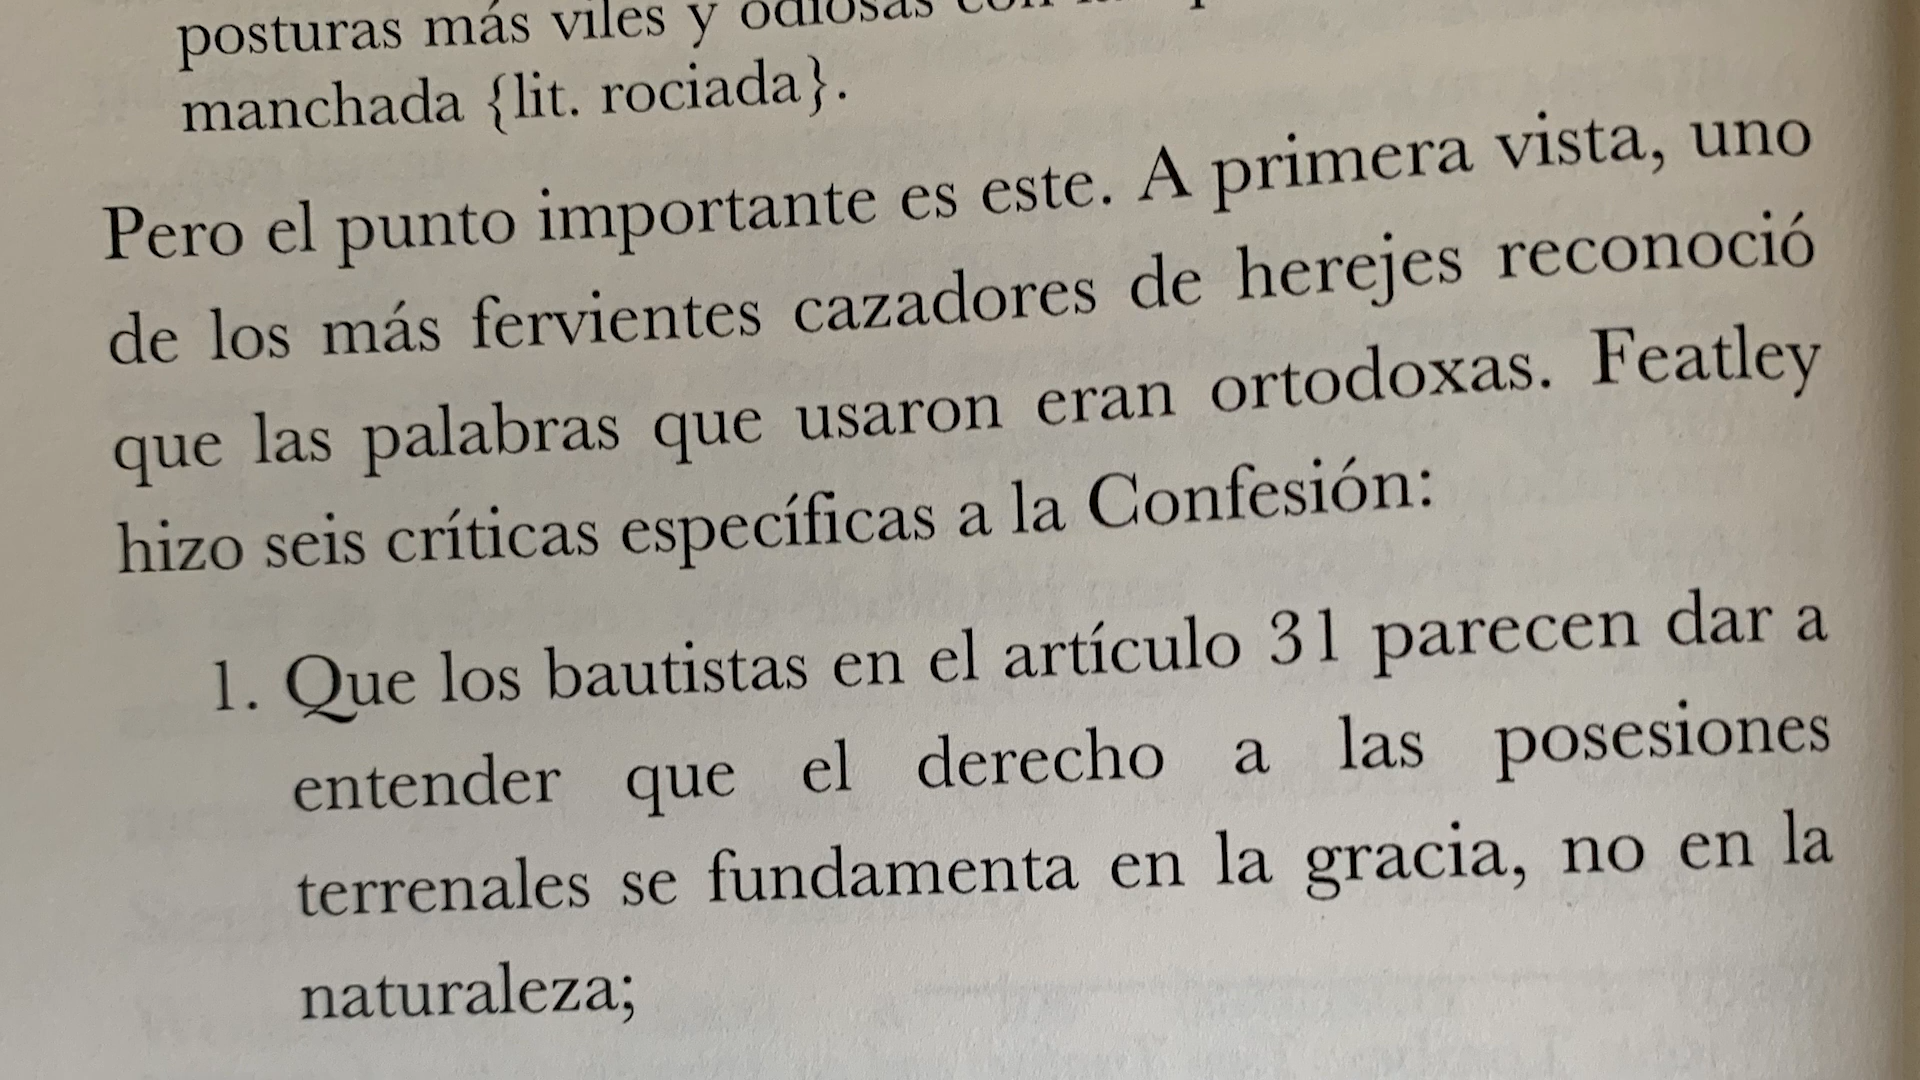 posturas más viles y odiosas
manchada {lit. rociada}.
Pero el punto importante es este. A primera vista, uno
de los más fervientes cazadores de herejes reconoció
que las palabras que usaron eran ortodoxas. Featley
hizo seis críticas específicas a la Confesión:
1. Que los bautistas en el artículo 31 parecen dar a
entender que el derecho a las posesiones
terrenales se fundamenta en la gracia, no en la
naturaleza;